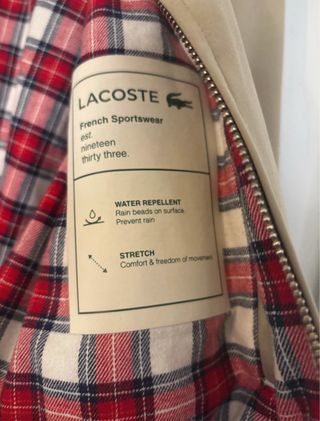 LACOSTE
French Sportswear
est.
nineteen
thirty three.
WATER REPELLENT
Rain beads on surface.
Prevent rain
STRETCH
Comfort & freedom of movement